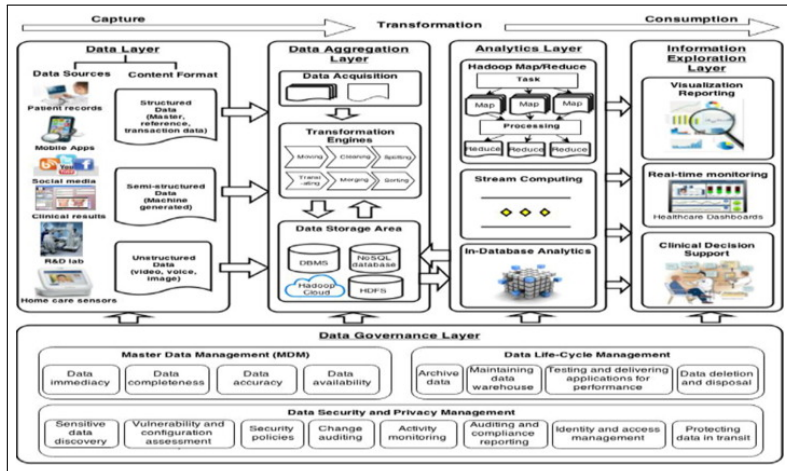 Capture
Transformation
Consumption
Data Layer
Data Sources
Content Format
Patient records
Mobile Apps
Social media
Clinical results
R&D lab
Home care sensors
Structured
Data
(Master,
reference,
transaction data)
Semi-structured
Data
(Machine
generated)
Unstructured
Data
(video, voice,
image)
Data Aggregation
Layer
Data Acquisition
Transformation
Engines
Moving
Cleaning
Splitting
Transl
ating
Merging
Sorting
Data Storage Area
DBMS
NoSQL
database
Hadoop
Cloud
HDFS
Analytics Layer
Hadoop Map/Reduce
Task
Map
Map
Map
Processing
Reduce
Reduce
Reduce
Stream Computing
In-Database Analytics
Information
Exploration
Layer
Visualization
Reporting
Real-time monitoring
Healthcare Dashboards
Clinical Decision
Support
Data Governance Layer
Master Data Management (MDM)
Data
immediacy
Data
completeness
Data
accuracy
Data
availability
Data Life-Cycle Management
Archive
data
Maintaining
data
warehouse
Testing and delivering
applications for
performance
Data deletion
and disposal
Data Security and Privacy Management
Sensitive
data
discovery
Vulnerability and
configuration
assessment
Security
policies
Change
auditing
Activity
monitoring
Auditing and
compliance
reporting
Identity and access
management
Protecting
data in transit